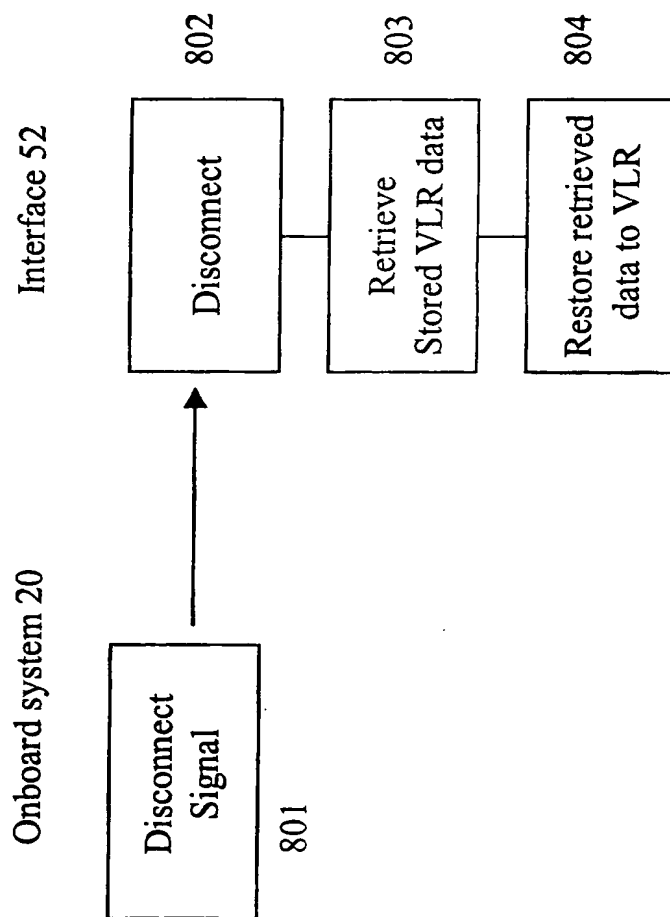 Onboard system 20
Interface 52
Disconnect
Signal
801
Disconnect
802
Retrieve
Stored VLR data
803
Restore retrieved
data to VLR
804